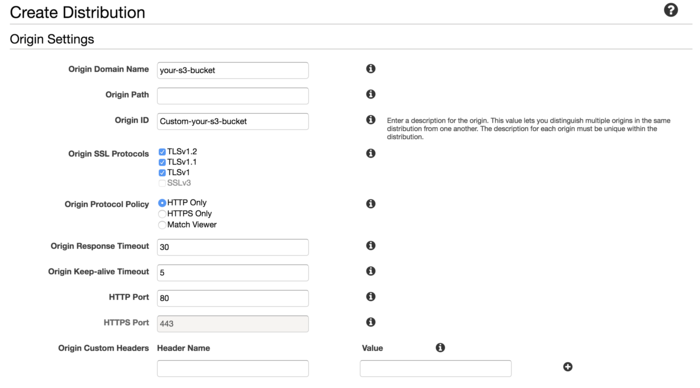 Create Distribution
Origin Settings
Origin Domain Name your-s3-bucket
Origin Path
Origin ID Custom-your-s3-bucket
Enter a description for the origin. This value lets you distinguish multiple origins in the same
distribution from one another. The description for each origin must be unique within the
distribution.
Origin SSL Protocols TLSv1.2
TLSv1.1
TLSv1
SSLv3
Origin Protocol Policy HTTP Only
HTTPS Only
Match Viewer
Origin Response Timeout 30
Origin Keep-alive Timeout 5
HTTP Port 80
HTTPS Port 443
Origin Custom Headers Header Name Value